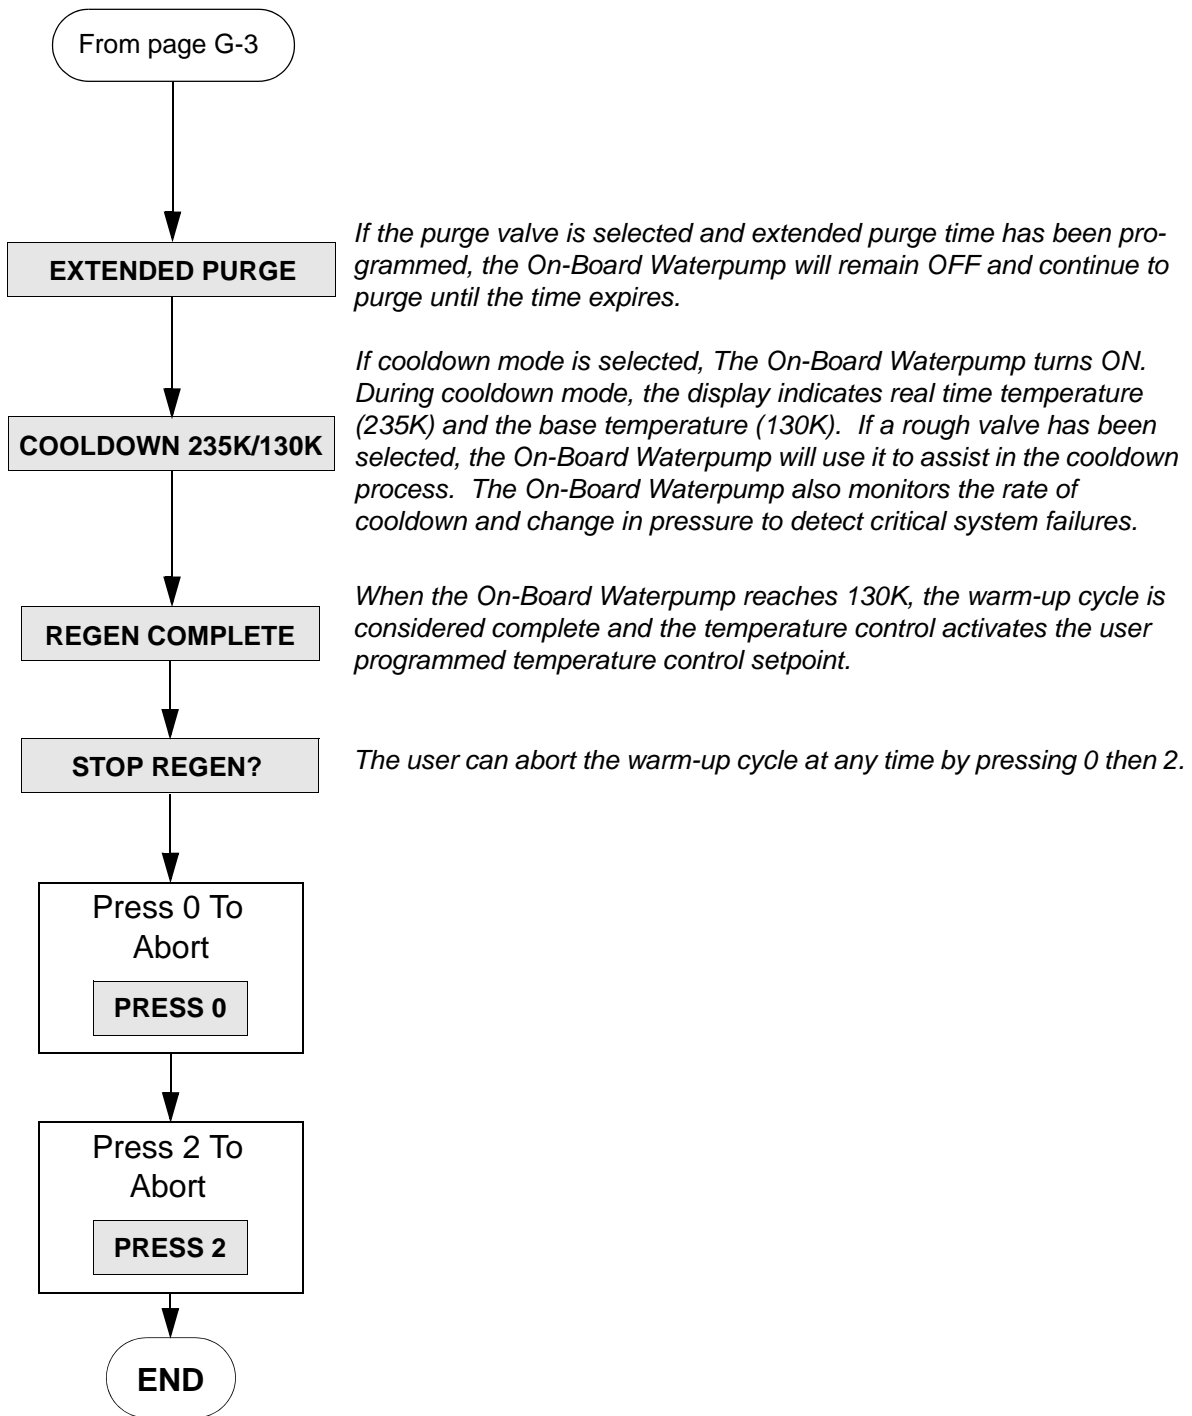 From page G-3
EXTENDED PURGE
If the purge valve is selected and extended purge time has been pro-
grammed, the On-Board Waterpump will remain OFF and continue to
purge until the time expires.
COOLDOWN 235K/130K
If cooldown mode is selected, The On-Board Waterpump turns ON.
During cooldown mode, the display indicates real time temperature
(235K) and the base temperature (130K).  If a rough valve has been
selected, the On-Board Waterpump will use it to assist in the cooldown
process.  The On-Board Waterpump also monitors the rate of
cooldown and change in pressure to detect critical system failures.
REGEN COMPLETE
When the On-Board Waterpump reaches 130K, the warm-up cycle is
considered complete and the temperature control activates the user
programmed temperature control setpoint.
STOP REGEN?
The user can abort the warm-up cycle at any time by pressing 0 then 2.
Press 0 To
Abort
PRESS 0
Press 2 To
Abort
PRESS 2
END